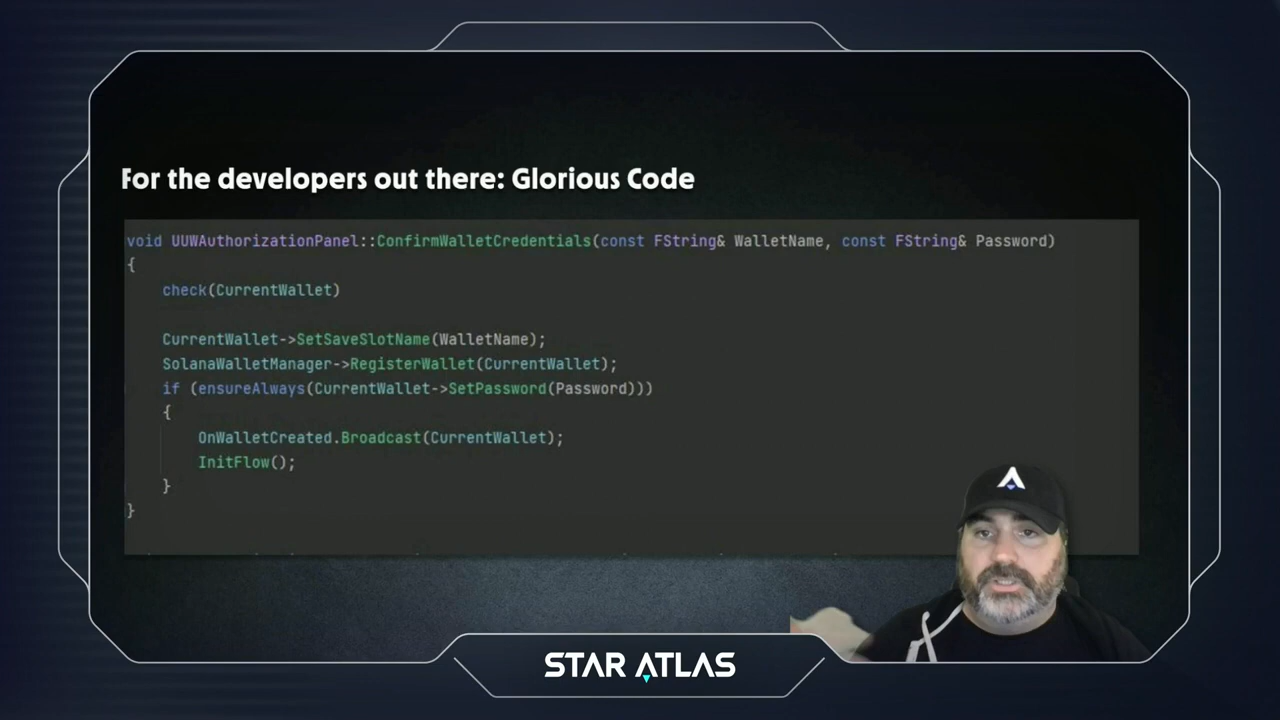 For the developers out there: Glorious Code
void UUWAuthorizationPanel::ConfirmWalletCredentials(const FString& WalletName, const FString& Password)
{
check(CurrentWallet)
CurrentWallet->SetSaveSlotName(WalletName);
SolanaWalletManager->RegisterWallet(CurrentWallet);
if (ensureAlways(CurrentWallet->SetPassword(Password)))
{
OnWalletCreated.Broadcast(CurrentWallet);
InitFlow();
}
}
STAR ATLAS